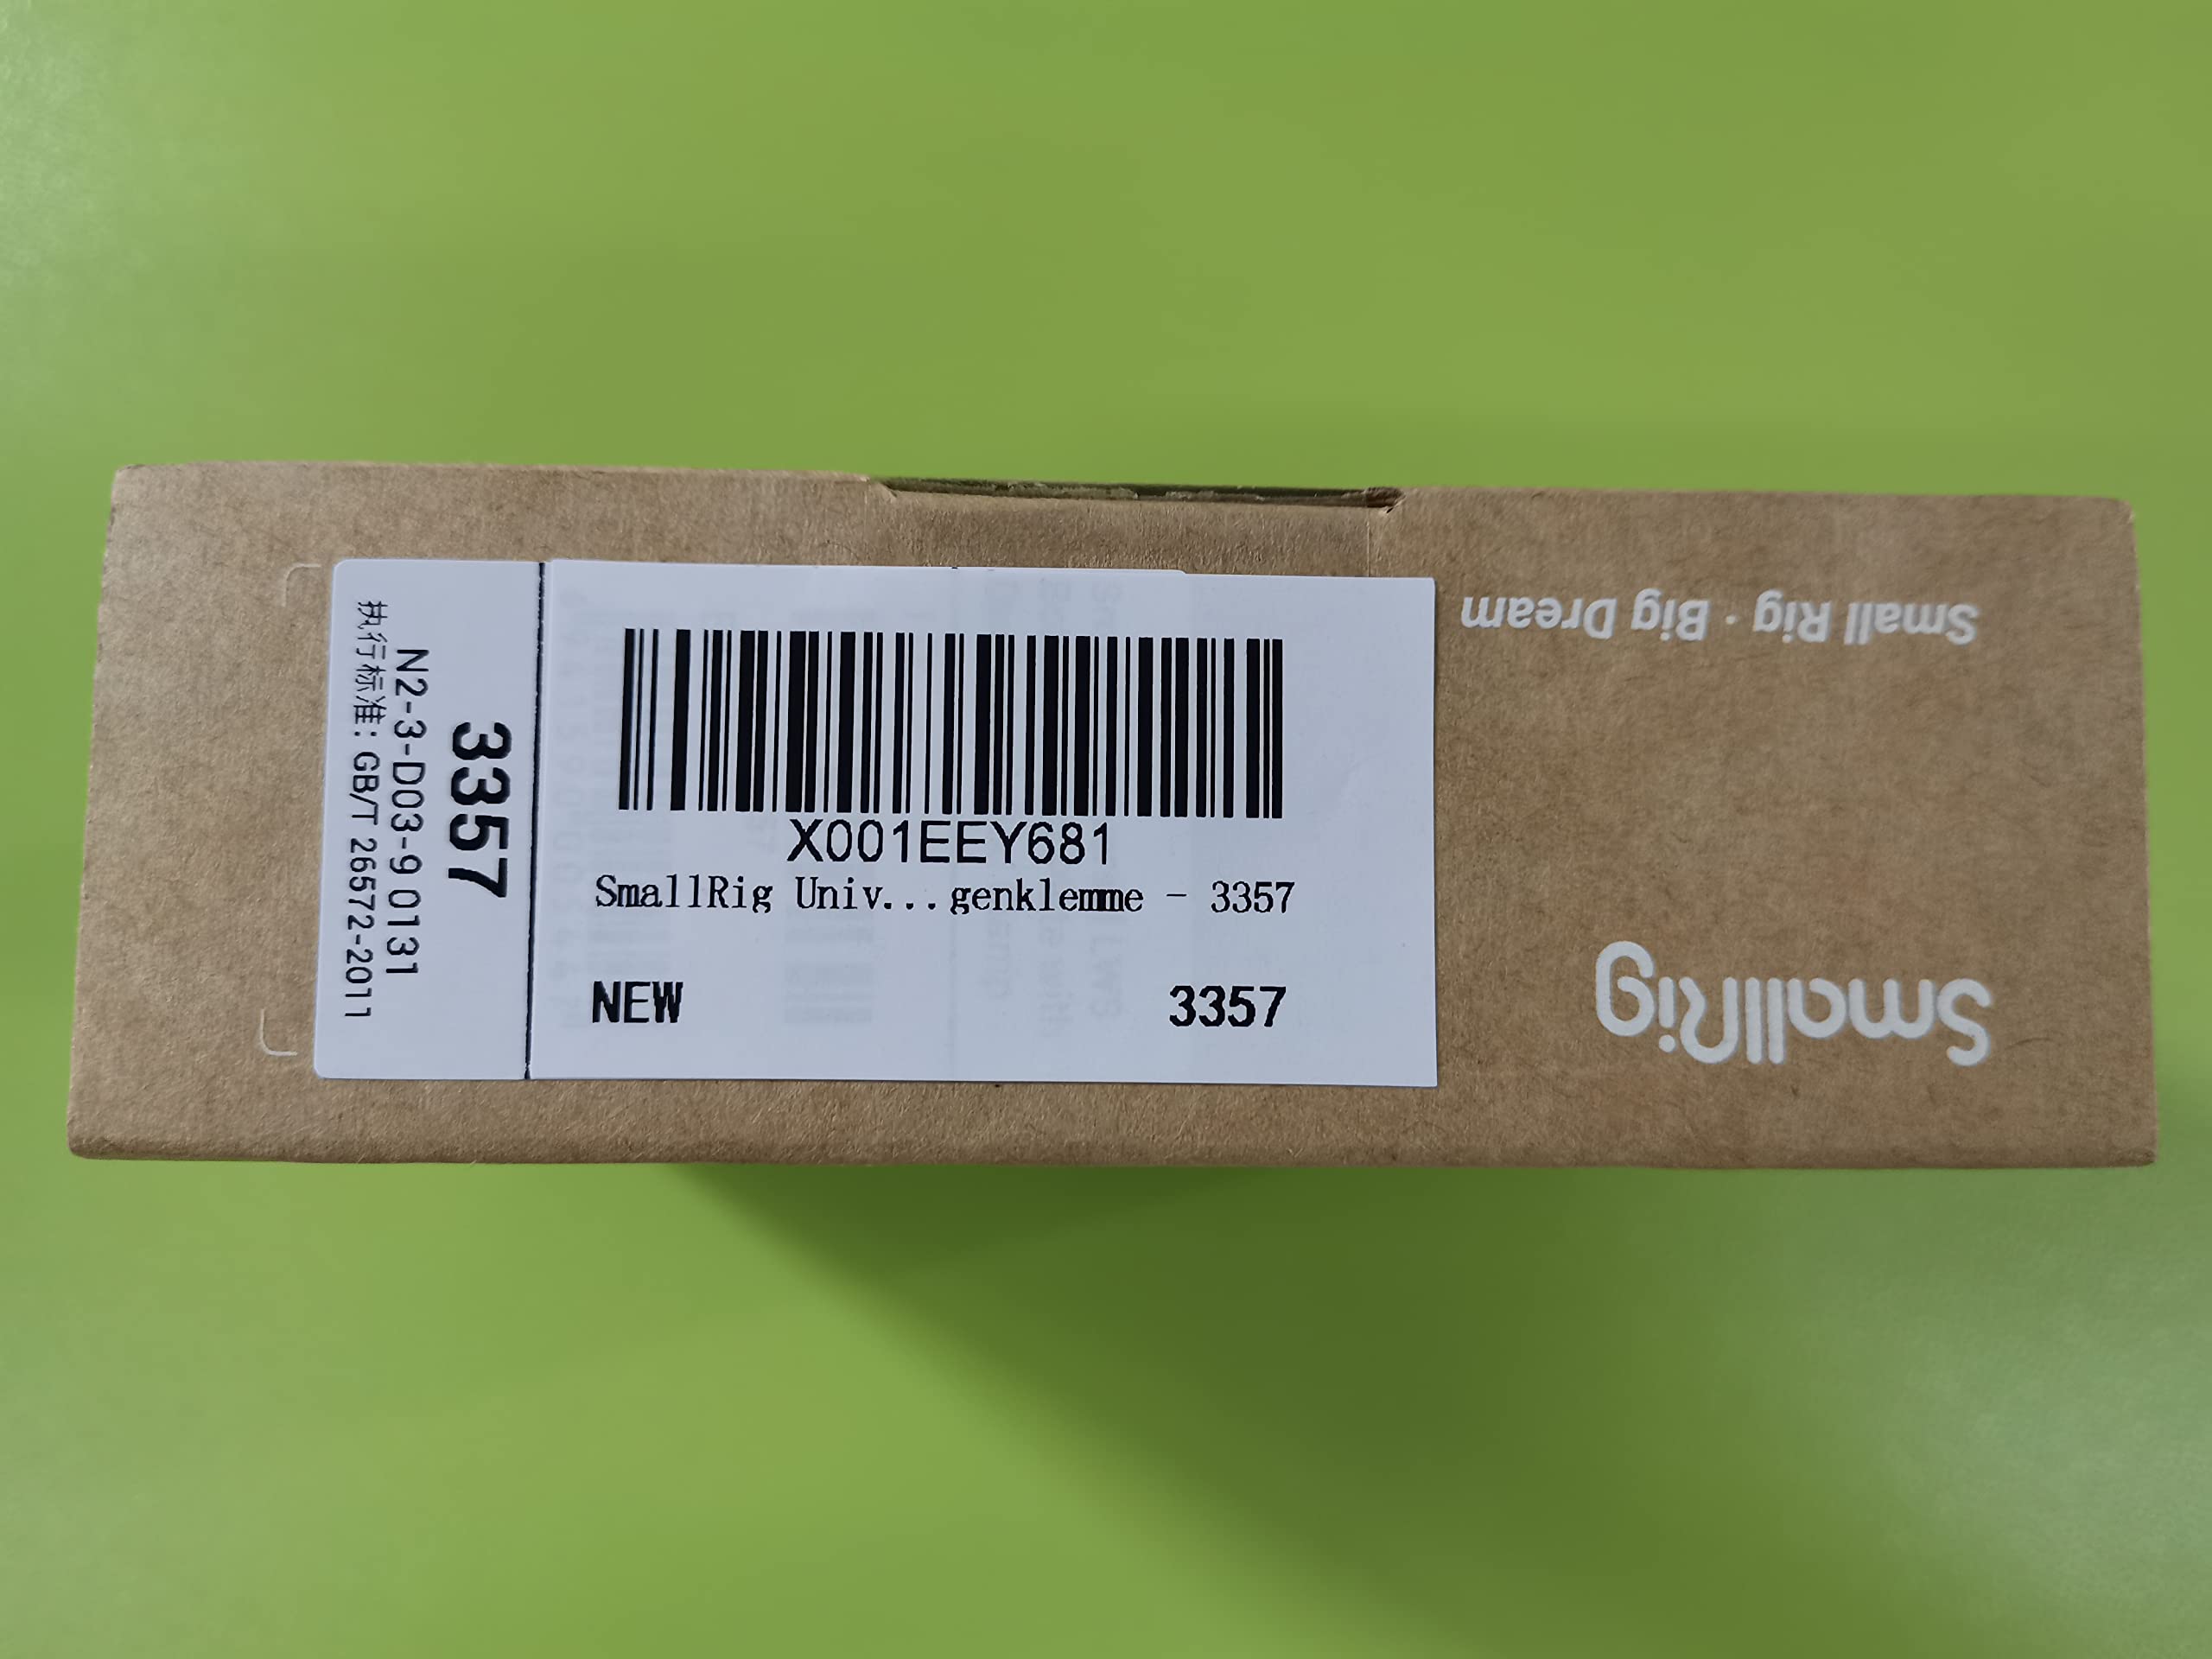 X001EEY681
SmallRig Univ...genklemme - 3357
NEW
3357
3357
N2-3-D03-9 0131
执行标准: GB/T 26572-2011
SmallRig
Small Rig · Big Dream